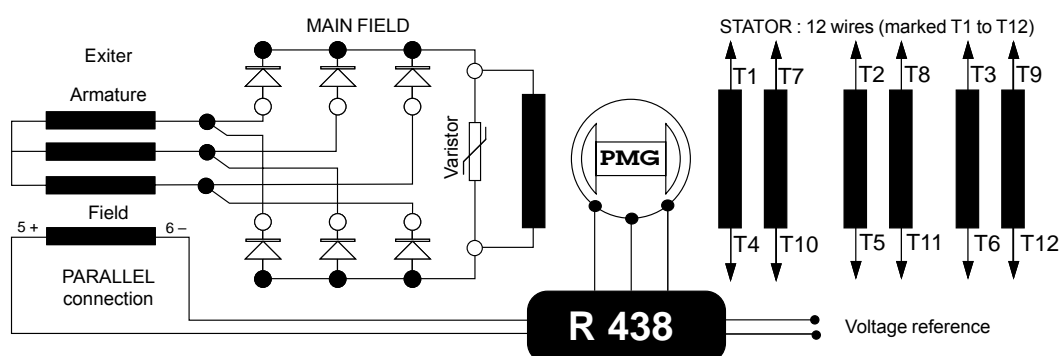 MAIN FIELD
STATOR : 12 wires (marked T1 to T12)
Exiter
Armature
T1 T7 T2 T8 T3 T9
Varistor
PMG
Field
5 + 6 –
T4 T10 T5 T11 T6 T12
PARALLEL
connection
R 438
Voltage reference